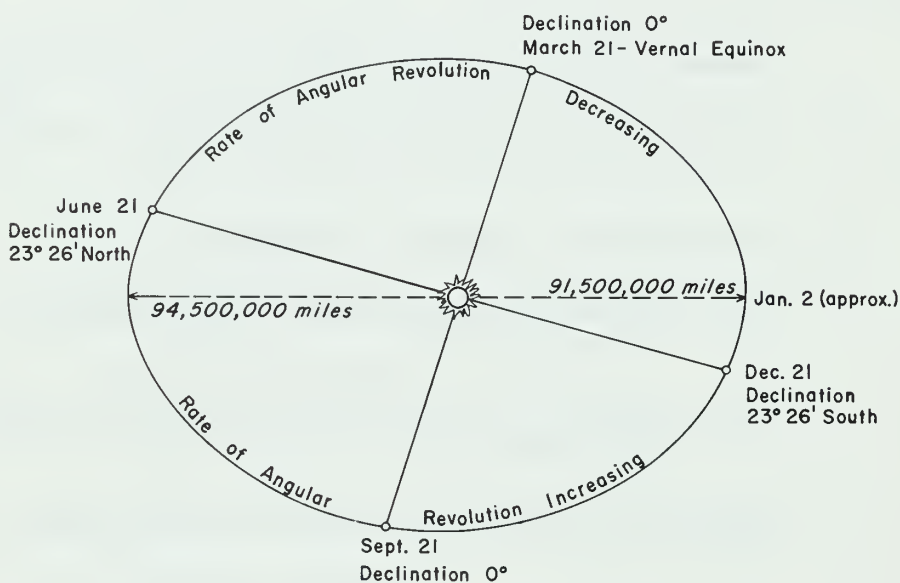 Declination 0°
March 21 - Vernal Equinox
Rate of Angular Revolution
Decreasing
June 21
Declination
23° 26' North
94,500,000 miles
91,500,000 miles
Jan. 2 (approx.)
Dec. 21
Declination
23° 26' South
Rate of Angular
Revolution Increasing
Sept. 21
Declination 0°